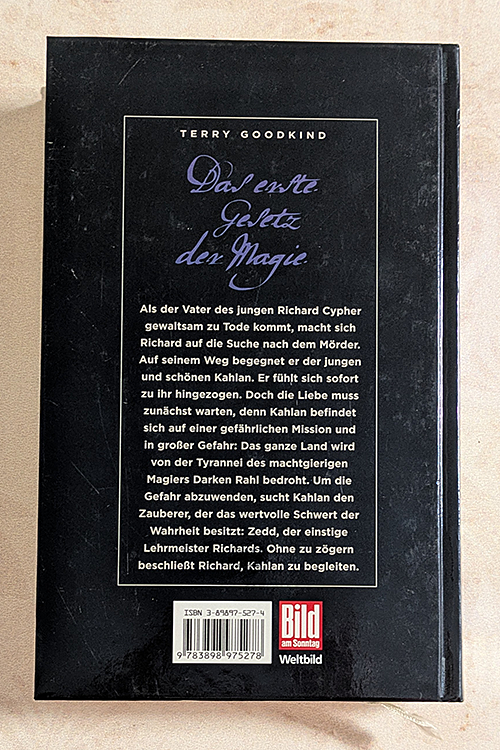 TERRY GOODKIND
Das erste
Gesetz
der Magie
Als der Vater des jungen Richard Cypher
gewaltsam zu Tode kommt, macht sich
Richard auf die Suche nach dem Mörder.
Auf seinem Weg begegnet er der jungen
und schönen Kahlan. Er fühlt sich sofort
zu ihr hingezogen. Doch die Liebe muss
zunächst warten, denn Kahlan befindet
sich auf einer gefährlichen Mission und
in großer Gefahr: Das ganze Land wird
von der Tyrannei des machtgierigen
Magiers Darken Rahl bedroht. Um die
Gefahr abzuwenden, sucht Kahlan den
Zauberer, der das wertvolle Schwert der
Wahrheit besitzt: Zedd, der einstige
Lehrmeister Richards. Ohne zu zögern
beschließt Richard, Kahlan zu begleiten.
ISBN 3-89897-527-4
9 783898 975278
Bild
am Sonntag
Weltbild